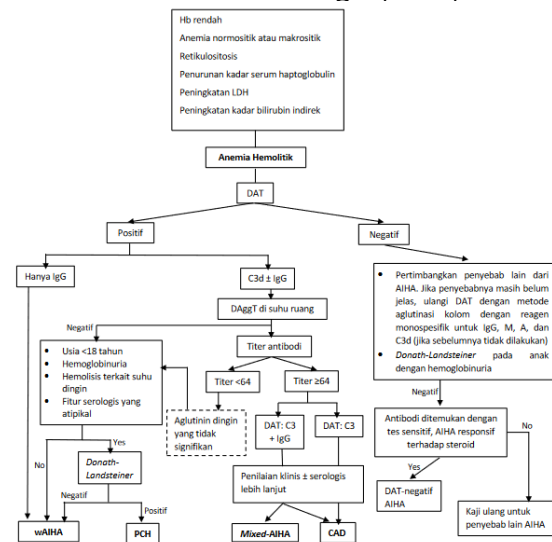 Hb rendah
Anemia normositik atau makrositik
Retikulositosis
Penurunan kadar serum haptoglobulin
Peningkatan LDH
Peningkatan kadar bilirubin indirek
Anemia Hemolitik
DAT
Positif
Negatif
Hanya IgG
C3d ± IgG
• Pertimbangkan penyebab lain dari
AIHA. Jika penyebabnya masih belum
jelas, ulangi DAT dengan metode
aglutinasi kolom dengan reagen
monospesifik untuk IgG, M, A, dan
C3d (jika sebelumnya tidak dilakukan)
• Donath-Landsteiner pada anak
dengan hemoglobinuria
DAggT di suhu ruang
Negatif
Titer antibodi
• Usia <18 tahun
• Hemoglobinuria
• Hemolisis terkait suhu
dingin
• Fitur serologis yang
atipikal
Titer <64
Titer ≥64
Aglutinin dingin
yang tidak
signifikan
DAT: C3
+ IgG
DAT: C3
Negatif
Antibodi ditemukan dengan
tes sensitif, AIHA responsif
terhadap steroid
No
Yes
Donath-
Landsteiner
Penilaian klinis ± serologis
lebih lanjut
No
Yes
Negatif
Positif
DAT-negatif
AIHA
Kaji ulang untuk
penyebab lain AIHA
wAIHA
PCH
Mixed-AIHA
CAD